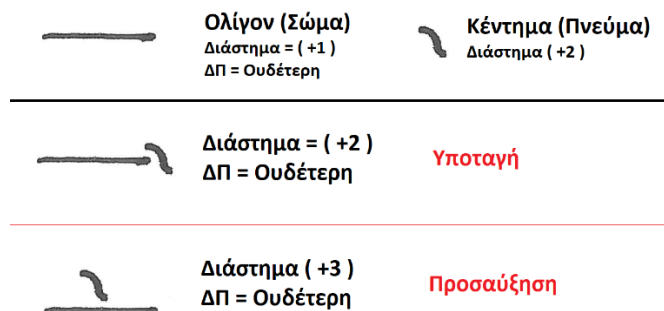 Ολίγον (Σώμα)
Διάστημα = ( +1 )
ΔΠ = Ουδέτερη
Κέντημα (Πνεύμα)
Διάστημα ( +2 )
Διάστημα = ( +2 )
ΔΠ = Ουδέτερη
Υποταγή
Διάστημα ( +3 )
ΔΠ = Ουδέτερη
Προσαύξηση